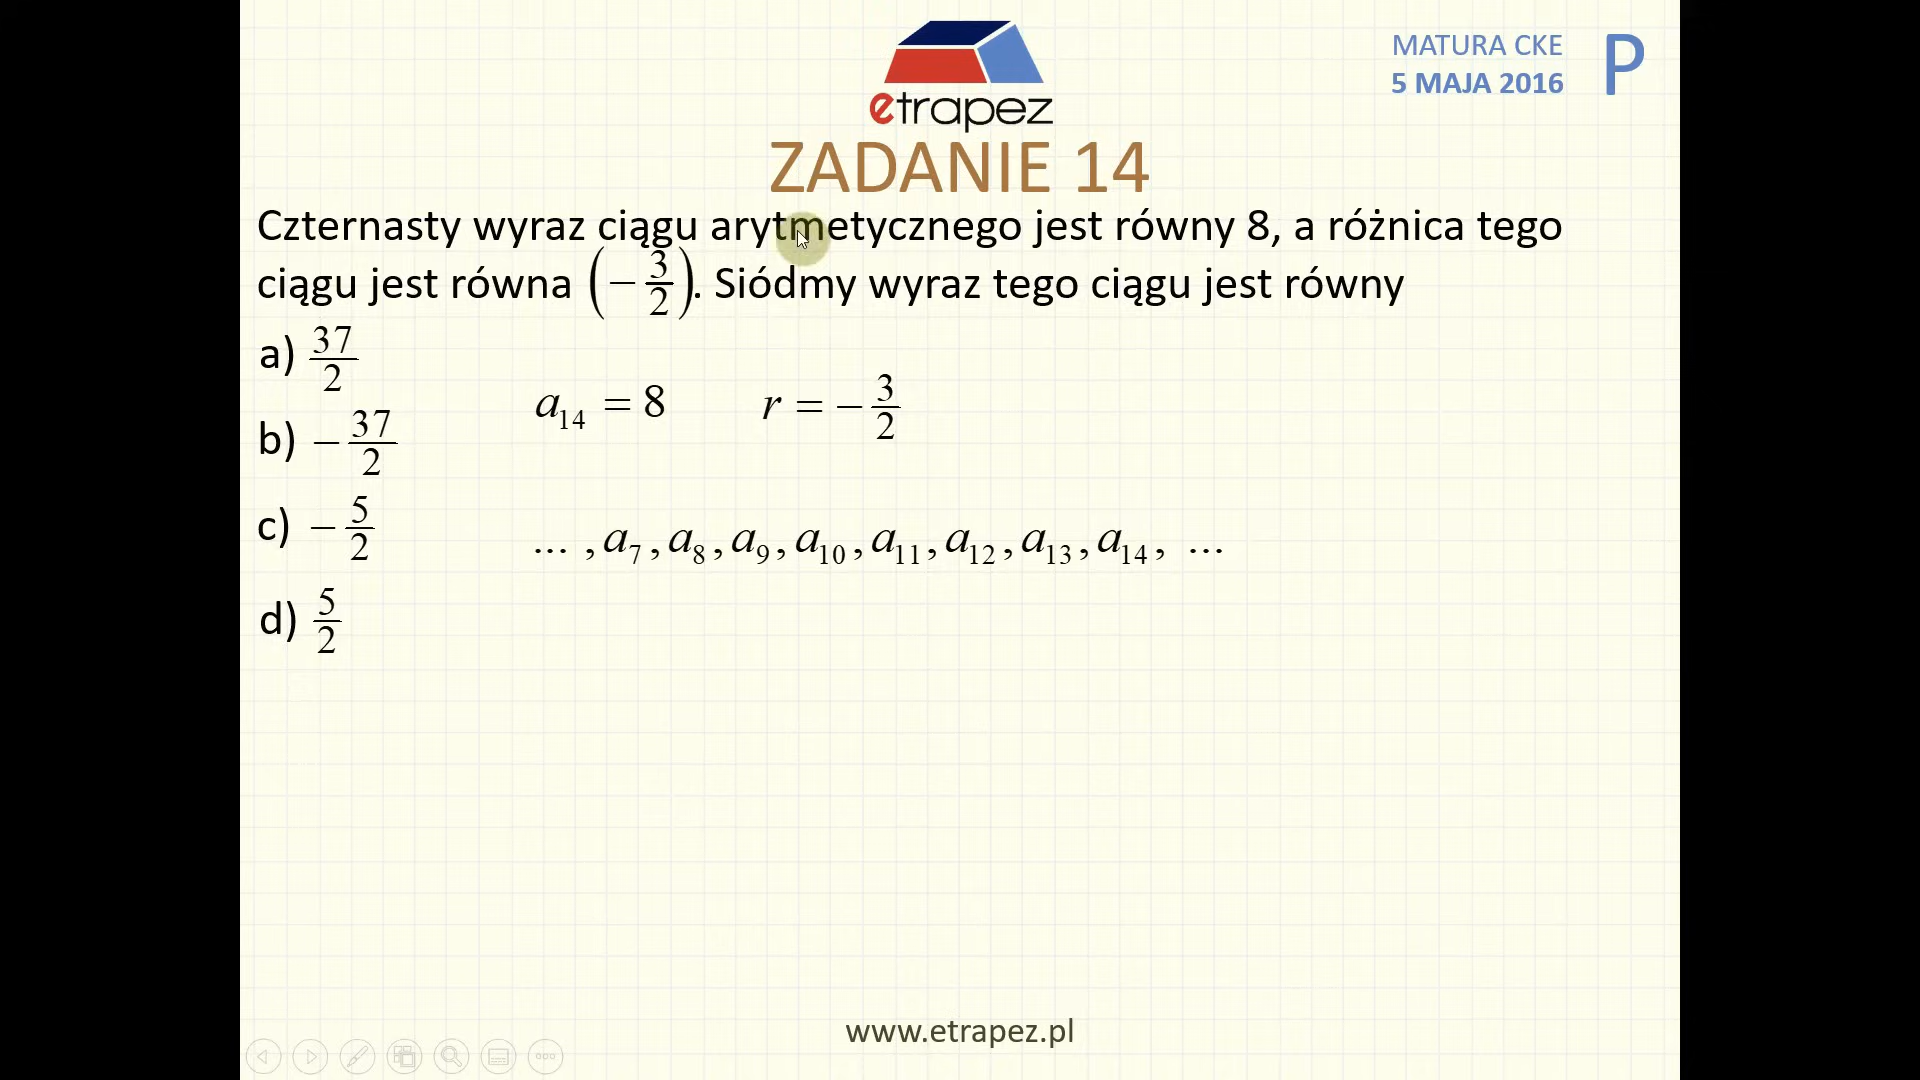 etrapez
MATURA CKE
5 MAJA 2016
P
ZADANIE 14
Czternasty wyraz ciągu arytmetycznego jest równy 8, a różnica tego
ciągu jest równa (-3/2). Siódmy wyraz tego ciągu jest równy
a) 37/2
b) -37/2
c) -5/2
d) 5/2
a₁₄ = 8 r = -3/2
... , a₇, a₈, a₉, a₁₀, a₁₁, a₁₂, a₁₃, a₁₄, ...
www.etrapez.pl